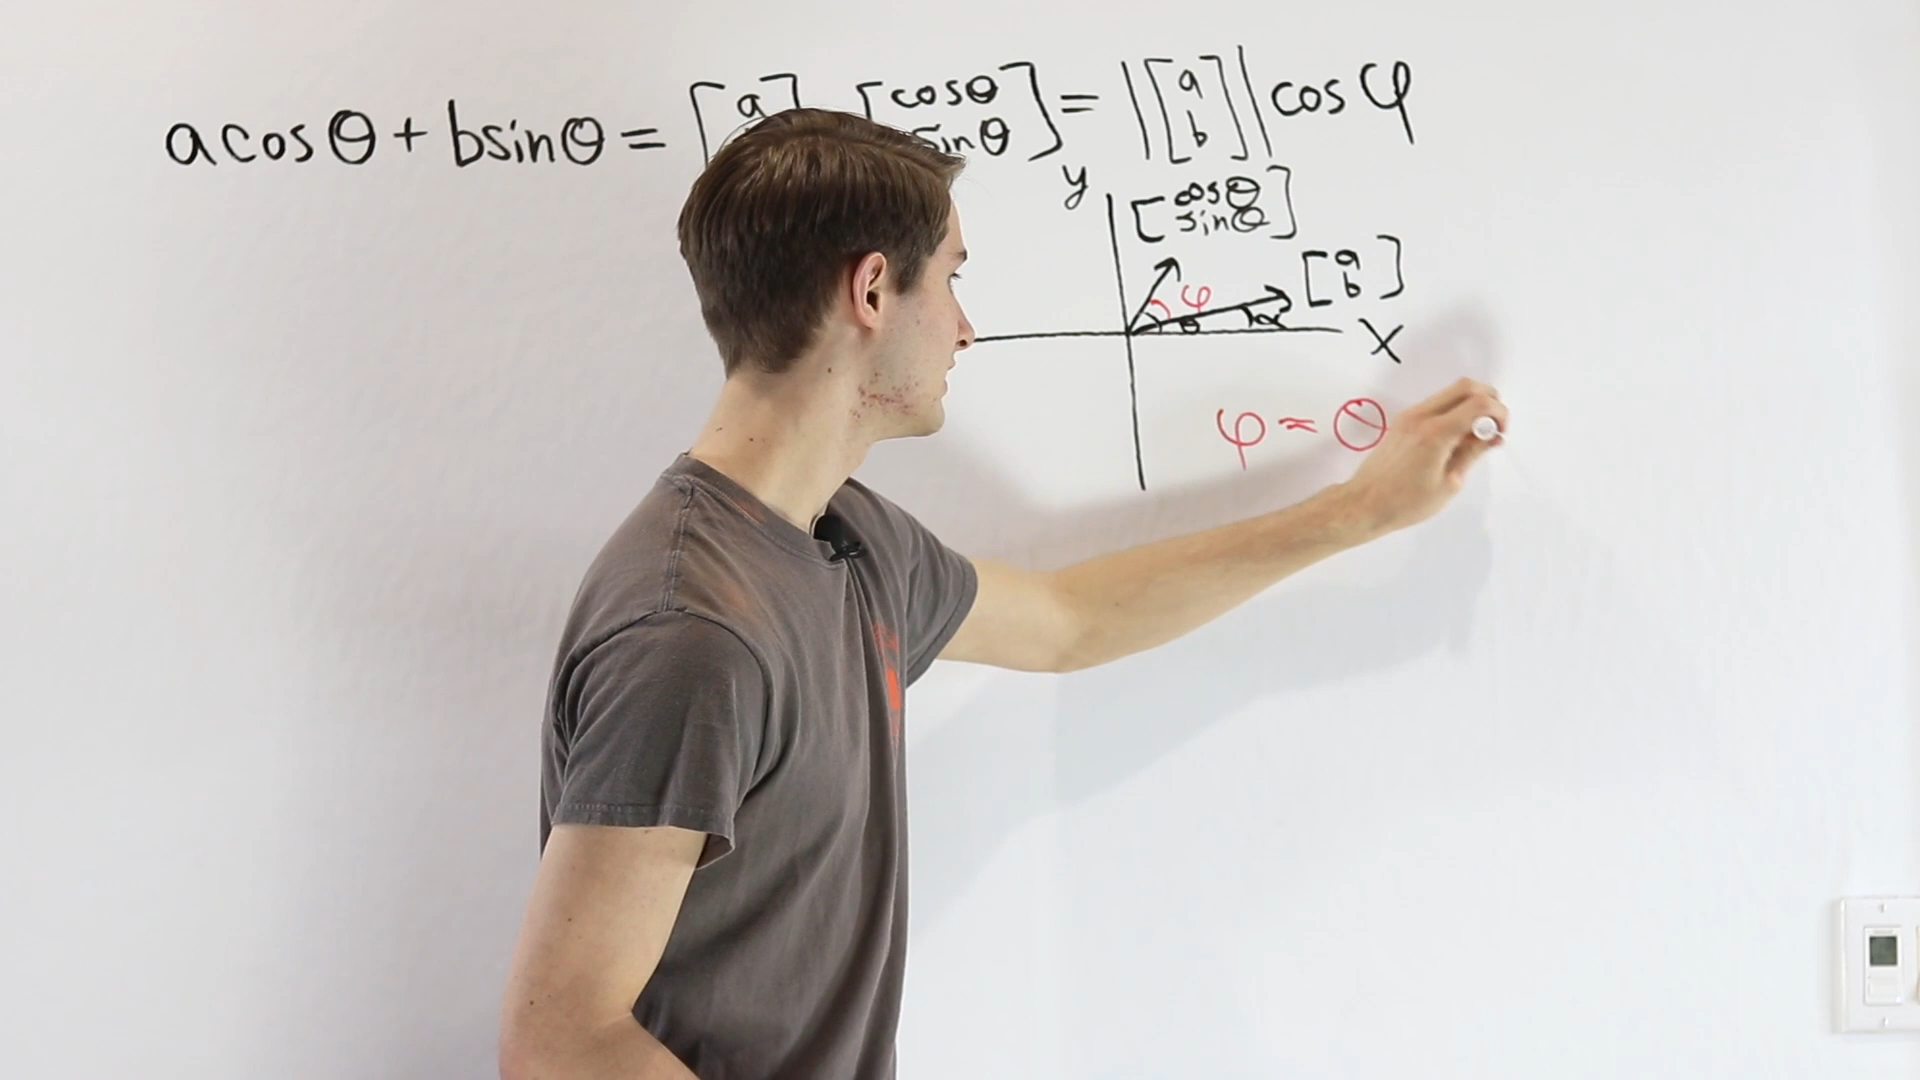 a cos θ + b sin θ = [a] [cos θ sin θ] = |[a b]| cos φ
y
[cos θ sin θ]
[a b]
φ
θ α
x
φ = θ